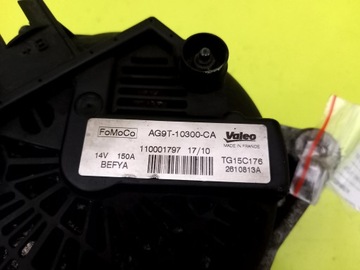 FoMoCo AG9T-10300-CA Valeo
MADE IN FRANCE
14V 150A 110001797 17/10 TG15C176
BEFYA 2610813A